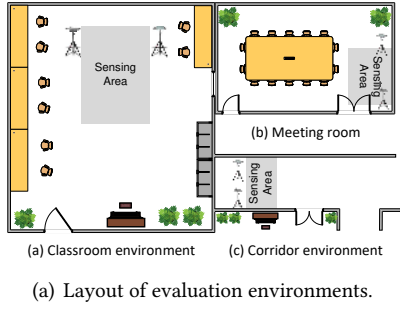 Sensing
Area
Sensing
Area
(b) Meeting room
Sensing
Area
(a) Classroom environment
(c) Corridor environment
(a) Layout of evaluation environments.